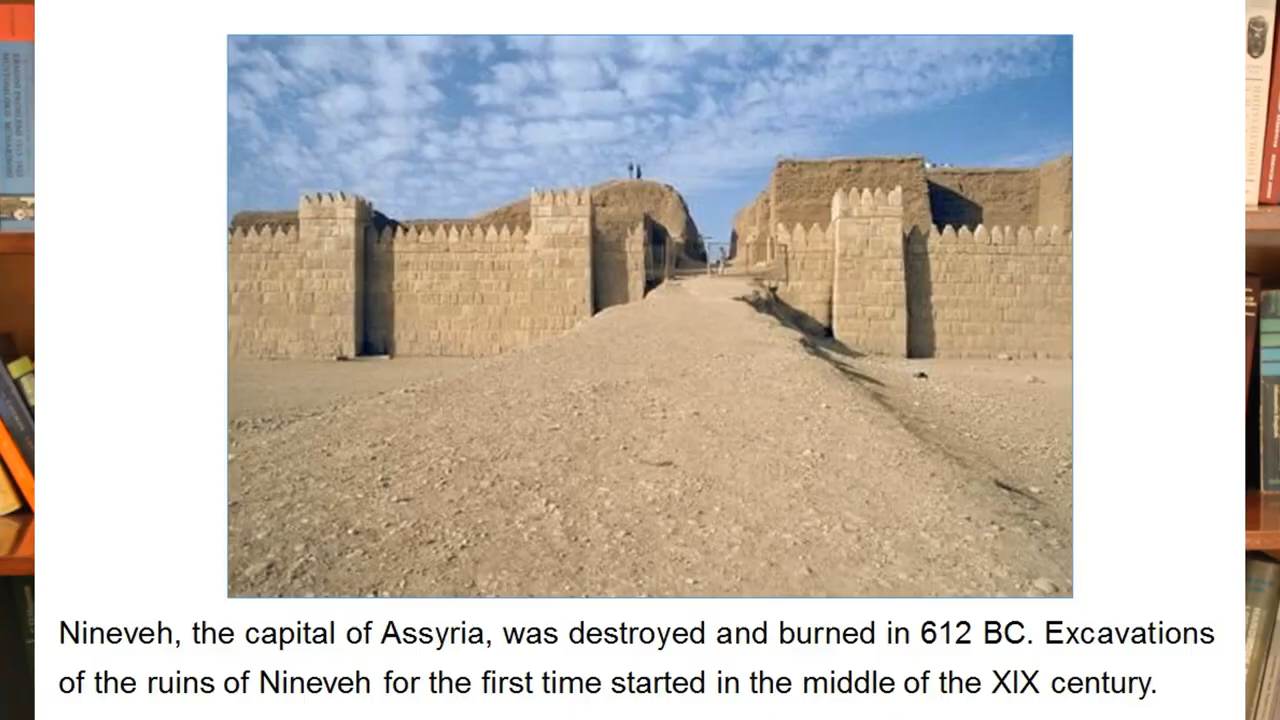 Nineveh, the capital of Assyria, was destroyed and burned in 612 BC. Excavations
of the ruins of Nineveh for the first time started in the middle of the XIX century.